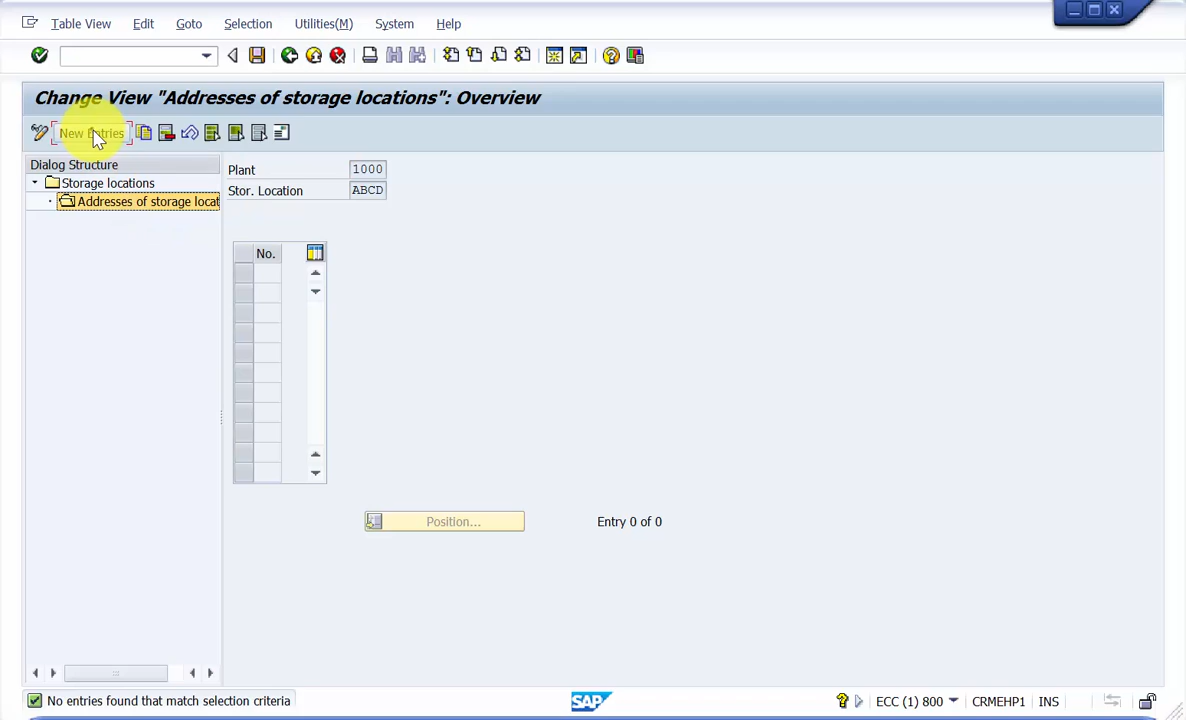 Table View Edit Goto Selection Utilities(M) System Help
Change View "Addresses of storage locations": Overview
New Entries
Dialog Structure
Storage locations
Addresses of storage locat
Plant 1000
Stor. Location ABCD
No.
Position... Entry 0 of 0
No entries found that match selection criteria
SAP
ECC (1) 800 CRMEHP1 INS